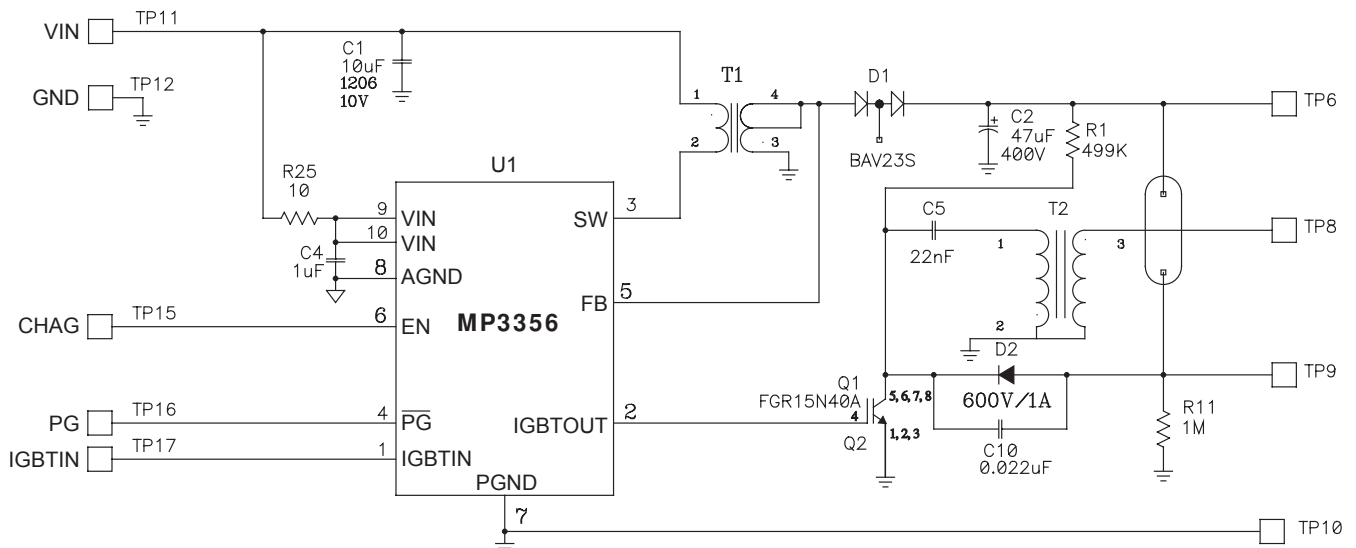 VIN
TP11
C1
10uF
1206
10V
GND
TP12
T1
1
4
2
3
D1
BAV23S
C2
+
47uF
400V
R1
499K
TP6
U1
R25
10
9
VIN
10
VIN
C4
1uF
8
AGND
SW
3
FB
5
C5
22nF
T2
1
3
2
TP8
CHAG
TP15
6
EN
MP3356
D2
600V/1A
TP9
PG
TP16
4
PG
IGBTOUT
2
Q1
FGR15N40A
5,6,7,8
4
Q2
1,2,3
C10
0.022uF
R11
1M
IGBTIN
TP17
1
IGBTIN
PGND
7
TP10